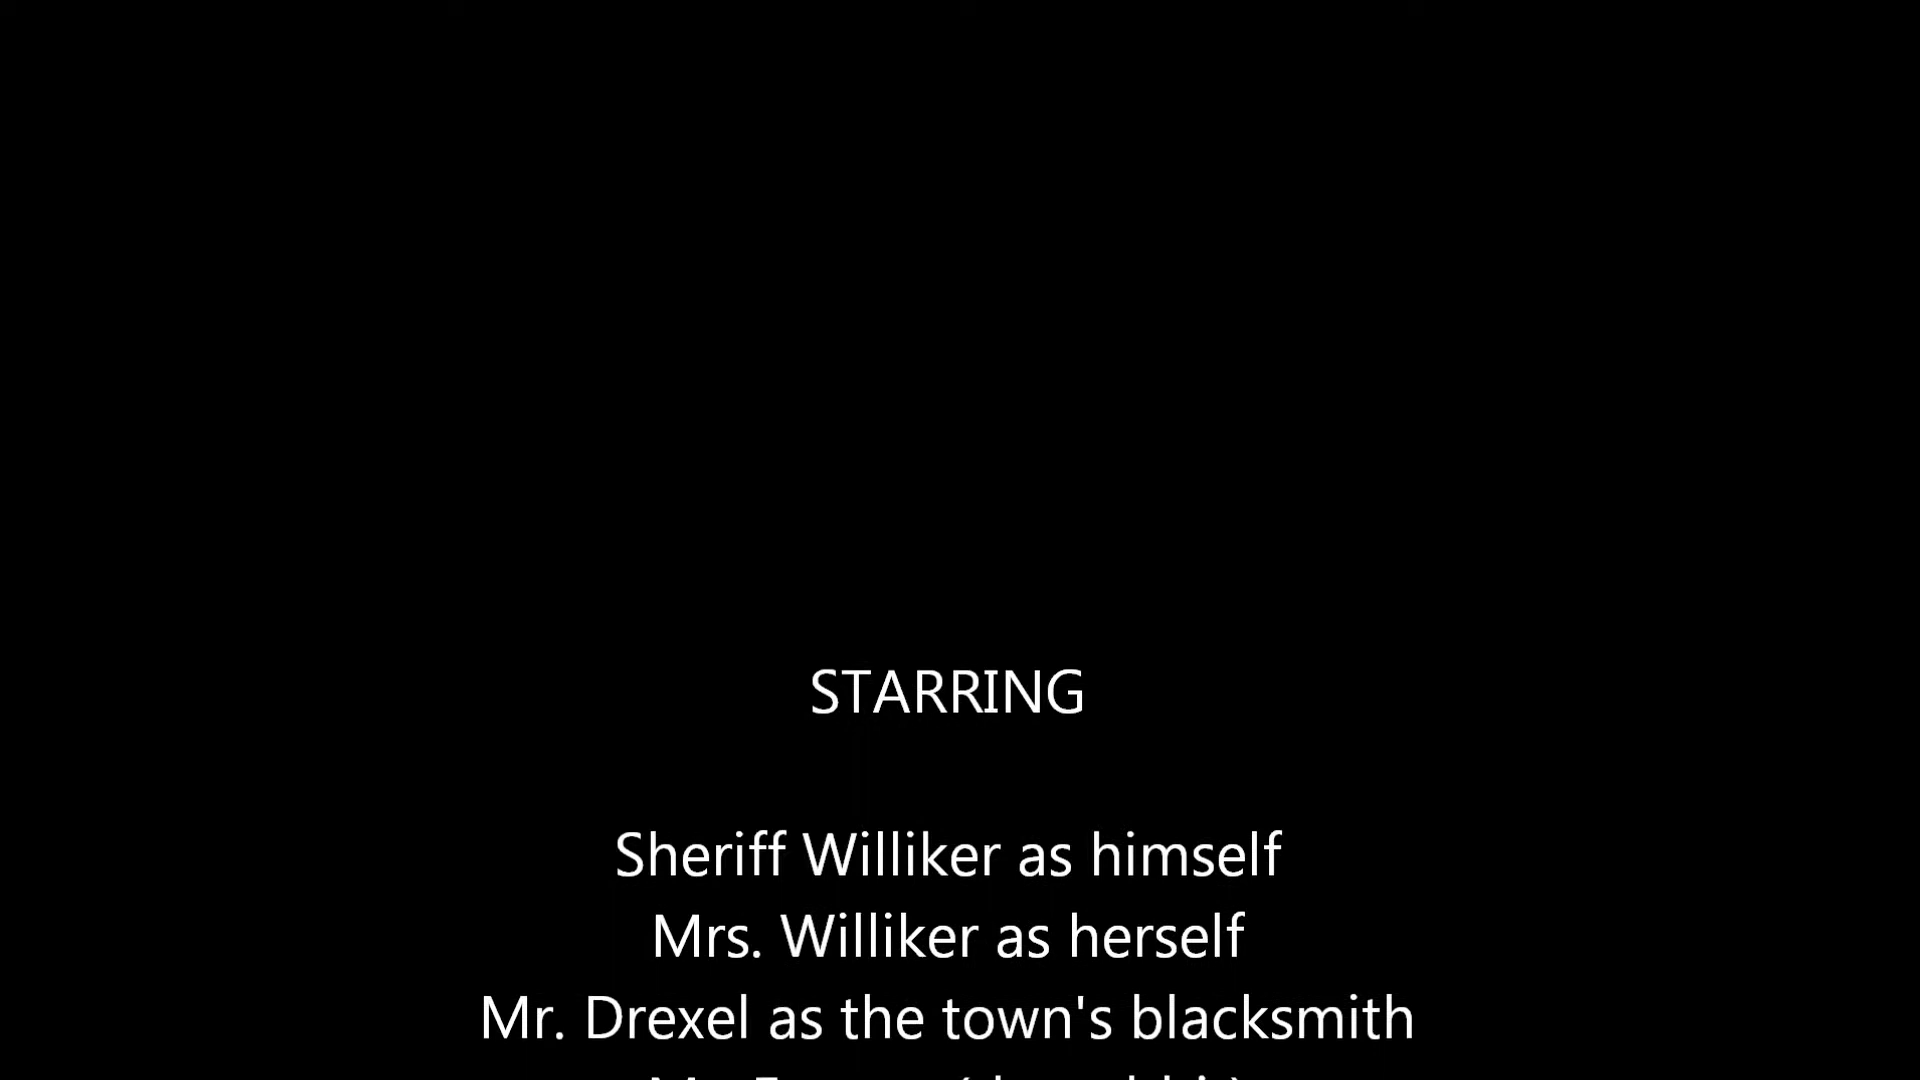 STARRING
Sheriff Williker as himself
Mrs. Williker as herself
Mr. Drexel as the town's blacksmith